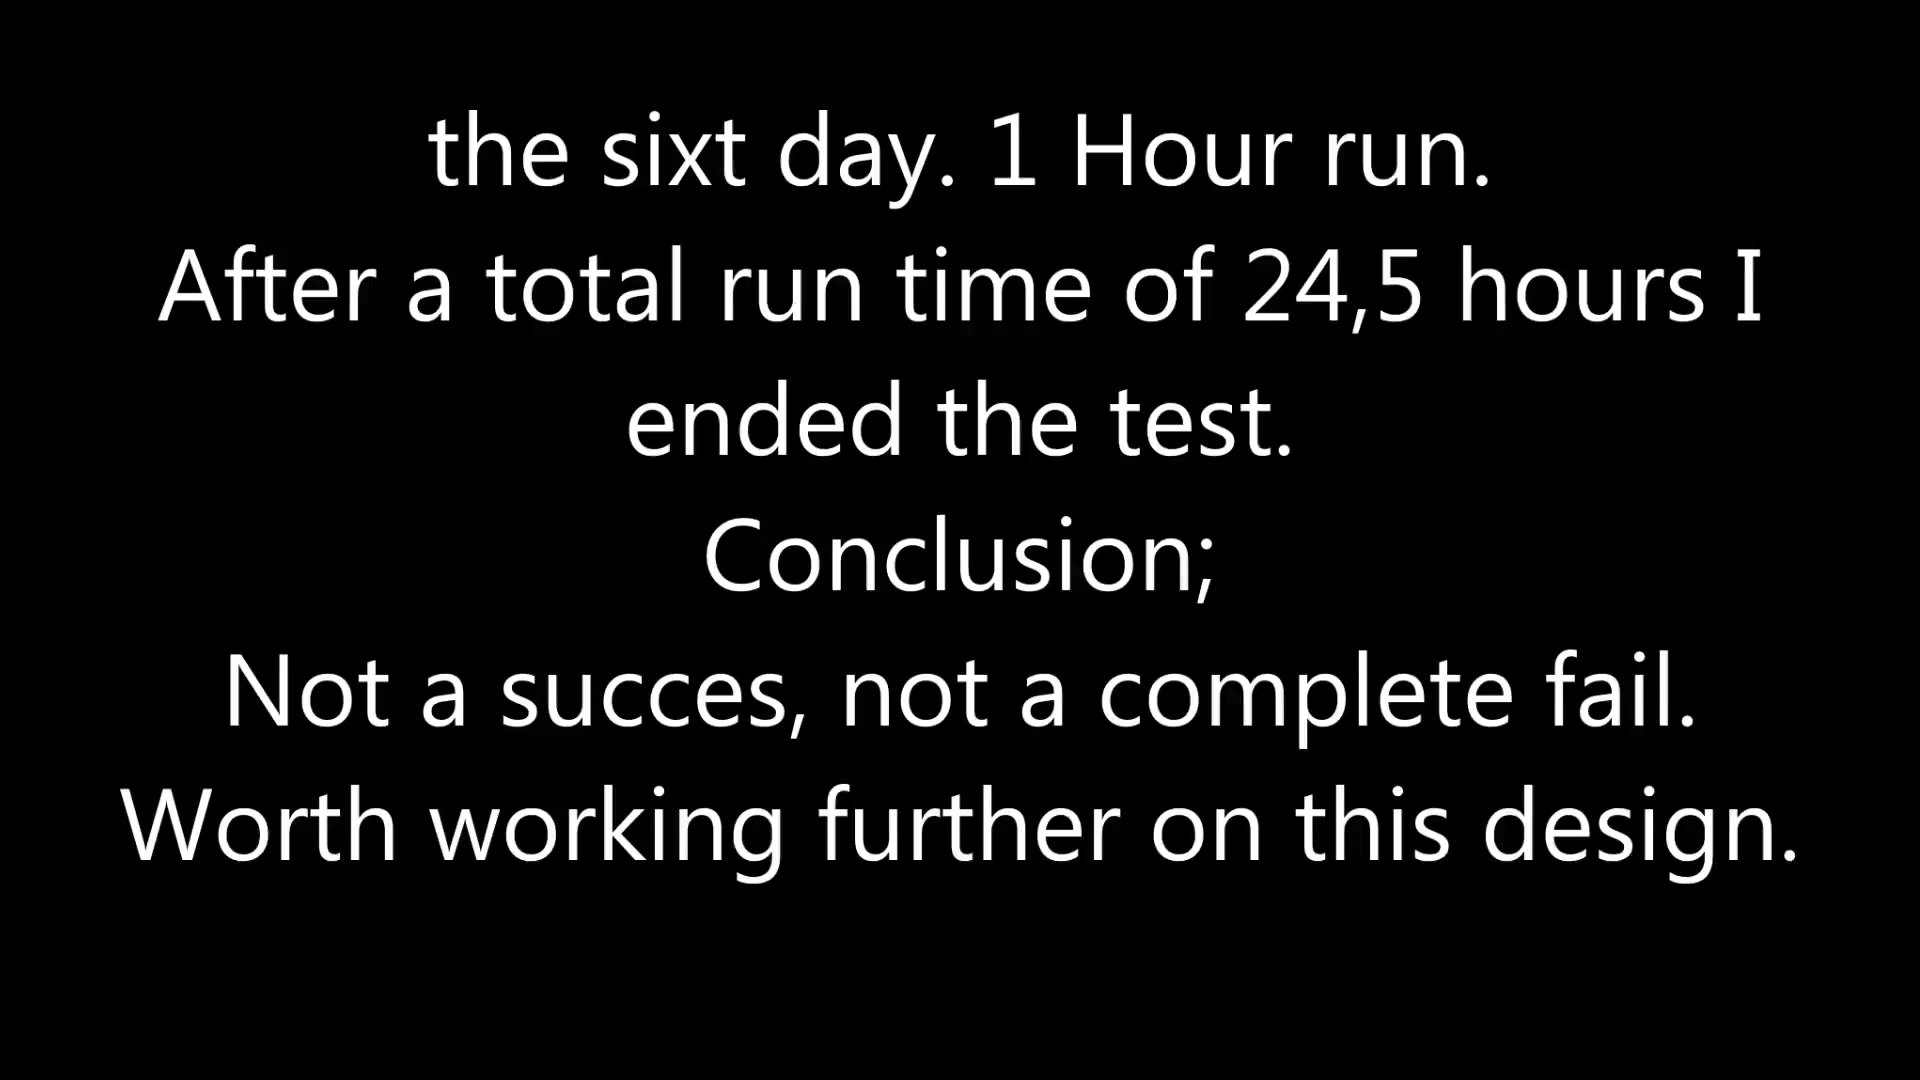 the sixt day. 1 Hour run.
After a total run time of 24,5 hours I
ended the test.
Conclusion;
Not a succes, not a complete fail.
Worth working further on this design.